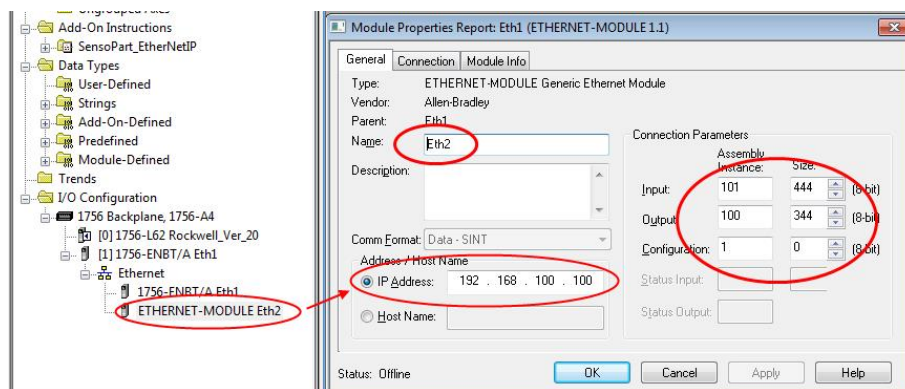 Ungrouped Axes
Add-On Instructions
SensoPart_EtherNetIP
Data Types
User-Defined
Strings
Add-On-Defined
Predefined
Module-Defined
Trends
I/O Configuration
1756 Backplane, 1756-A4
[0] 1756-L62 Rockwell_Ver_20
[1] 1756-ENBT/A Eth1
Ethernet
1756-ENBT/A Eth1
ETHERNET-MODULE Eth2
Module Properties Report: Eth1 (ETHERNET-MODULE 1.1)
General Connection Module Info
Type: ETHERNET-MODULE Generic Ethernet Module
Vendor: Allen-Bradley
Parent: Eth1
Name: Eth2
Description:
Comm Format: Data - SINT
Address / Host Name
IP Address: 192 . 168 . 100 . 100
Host Name:
Connection Parameters
Assembly Instance: Size:
Input: 101 444 (8-bit)
Output: 100 344 (8-bit)
Configuration: 1 0 (8-bit)
Status Input:
Status Output:
Status: Offline
OK Cancel Apply Help